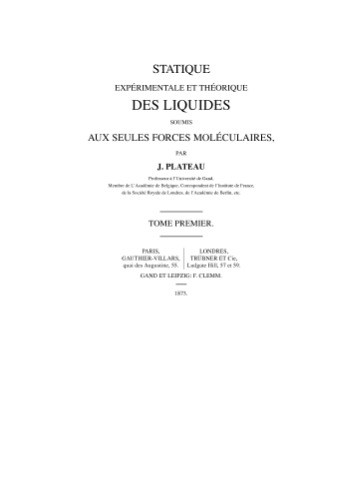 STATIQUE
EXPÉRIMENTALE ET THÉORIQUE
DES LIQUIDES
SOUMIS
AUX SEULES FORCES MOLÉCULAIRES,
PAR
J. PLATEAU
Professeur à l'Université de Gand,
Membre de L'Académie de Belgique, Correspondant de l'Institut de France,
de la Société Royale de Londres, de l'Académie de Berlin, etc.
TOME PREMIER.
PARIS,
GAUTHIER-VILLARS,
quai des Augustins, 55.
LONDRES,
TRÜBNER ET Cie,
Ludgate Hill, 57 et 59.
GAND ET LEIPZIG: F. CLEMM.
1873.